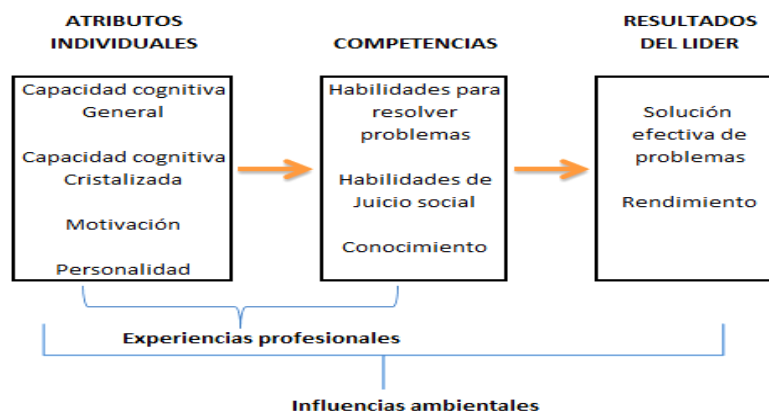 ATRIBUTOS
INDIVIDUALES
COMPETENCIAS
RESULTADOS
DEL LIDER
Capacidad cognitiva
General
Capacidad cognitiva
Cristalizada
Motivación
Personalidad
Habilidades para
resolver
problemas
Habilidades de
Juicio social
Conocimiento
Solución
efectiva de
problemas
Rendimiento
Experiencias profesionales
Influencias ambientales